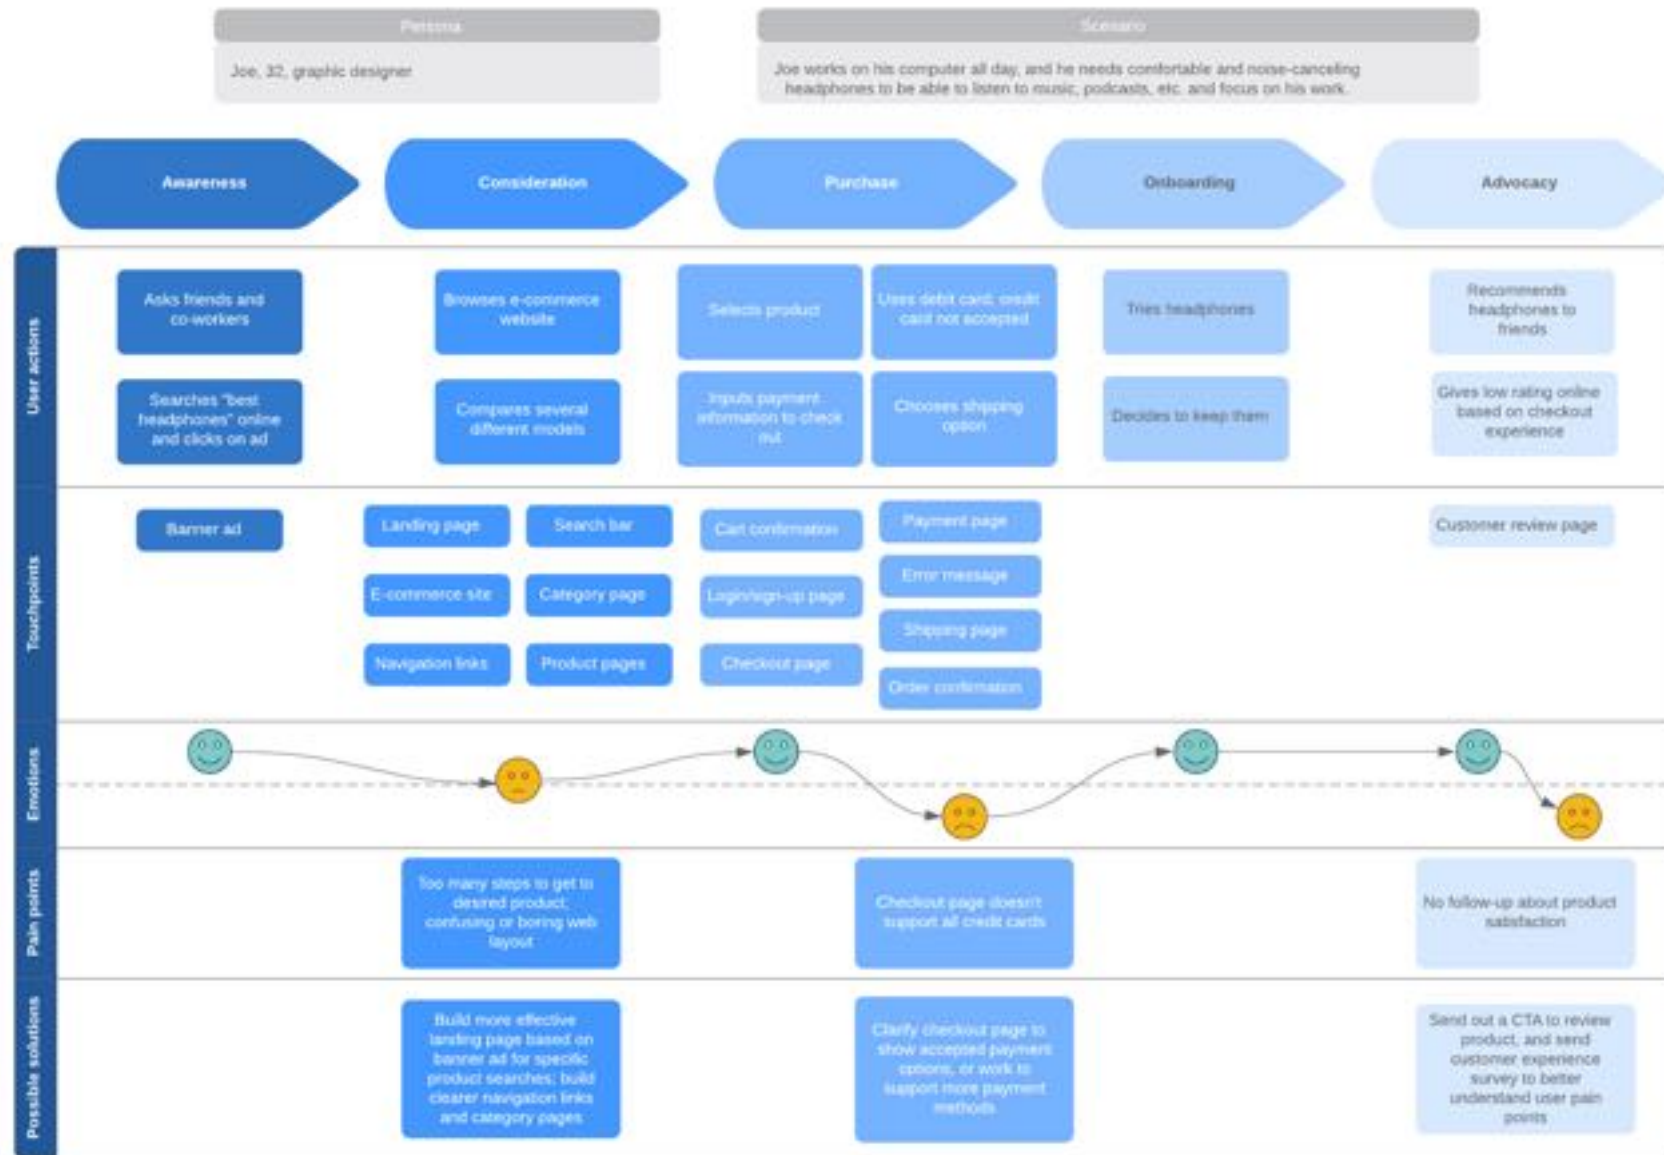 Persona
Scenario
Joe, 32, graphic designer
Joe works on his computer all day, and he needs comfortable and noise-canceling
headphones to be able to listen to music, podcasts, etc. and focus on his work.
Awareness
Consideration
Purchase
Onboarding
Advocacy
User actions
Asks friends and
co-workers
Searches "best
headphones" online
and clicks on ad
Browses e-commerce
website
Compares several
different models
Selects product
Inputs payment
information to check
out
Uses debit card; credit
card not accepted
Chooses shipping
option
Tries headphones
Decides to keep them
Recommends
headphones to
friends
Gives low rating online
based on checkout
experience
Touchpoints
Banner ad
Landing page
E-commerce site
Navigation links
Search bar
Category page
Product pages
Cart confirmation
Login/sign-up page
Checkout page
Payment page
Error message
Shipping page
Order confirmation
Customer review page
Emotions
Pain points
Too many steps to get to
desired product;
confusing or boring web
layout
Checkout page doesn't
support all credit cards
No follow-up about product
satisfaction
Possible solutions
Build more effective
landing page based on
banner ad for specific
product searches; build
clearer navigation links
and category pages
Clarify checkout page to
show accepted payment
options, or work to
support more payment
methods
Send out a CTA to review
product, and send
customer experience
survey to better
understand user pain
points